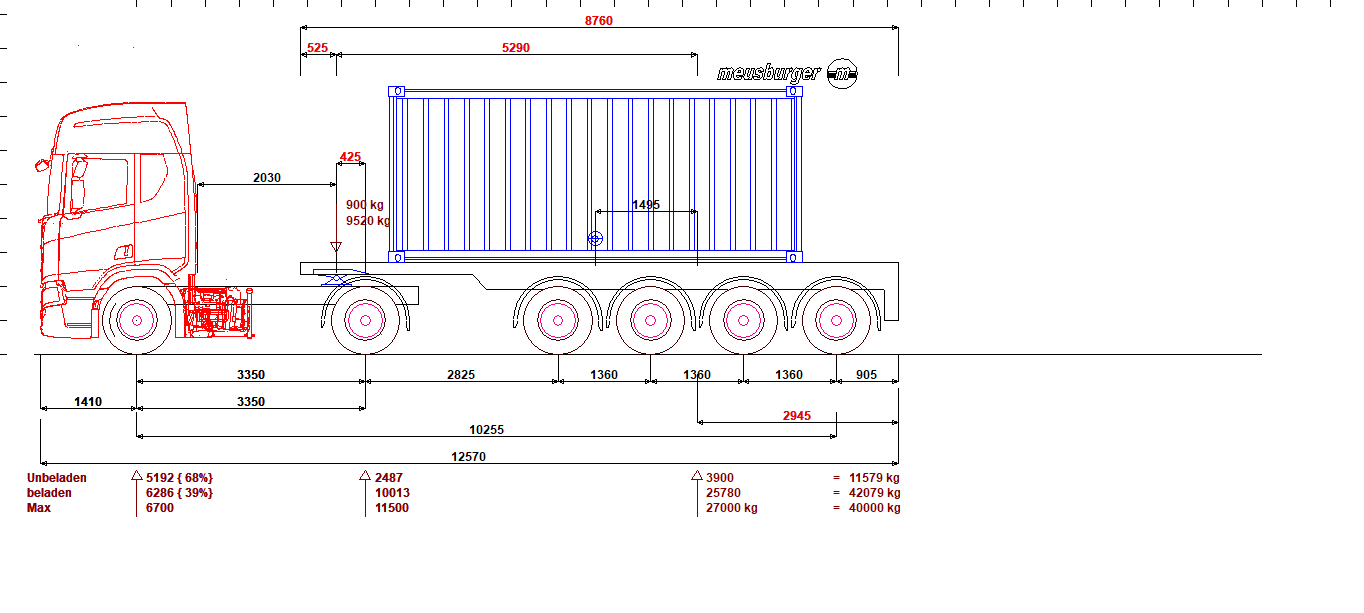 8760
525 5290
meusburger m
425
2030
900 kg
9520 kg
1495
3350 2825 1360 1360 1360 905
1410 3350
2945
10255
12570
Unbeladen 5192 { 68%} 2487 3900 = 11579 kg
beladen 6286 { 39%} 10013 25780 = 42079 kg
Max 6700 11500 27000 kg = 40000 kg